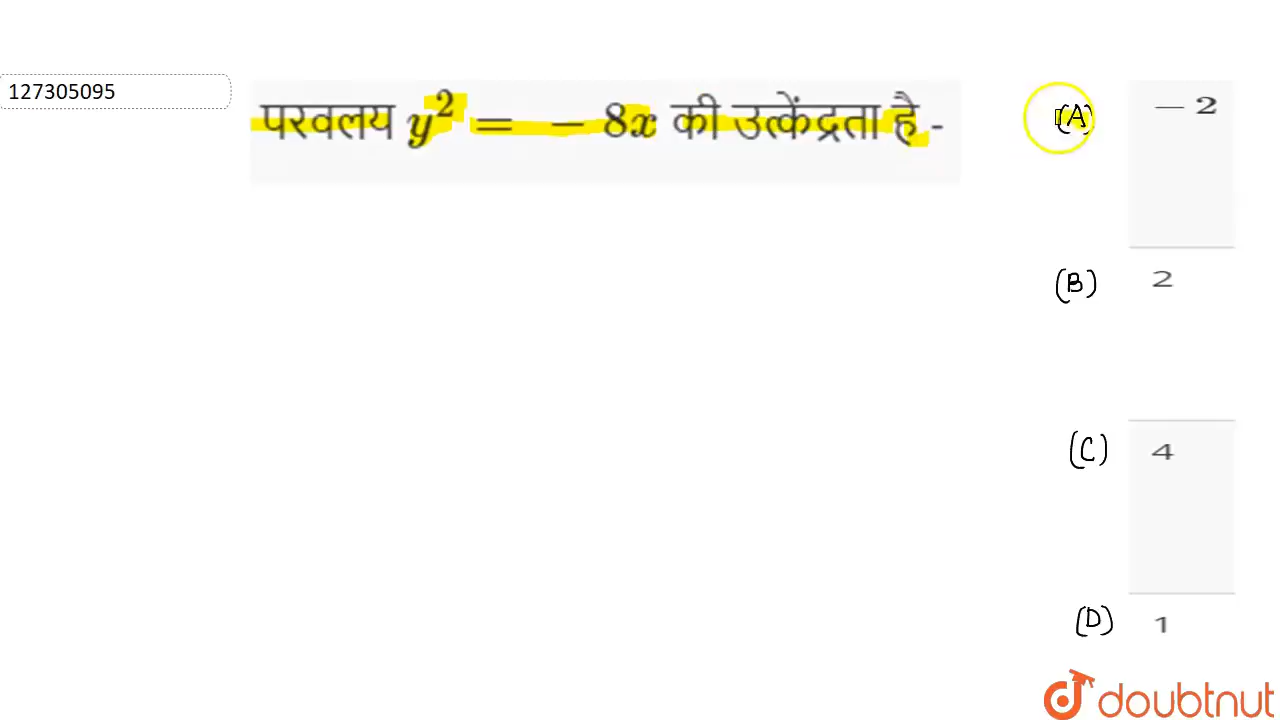 127305095
परवलय y² = − 8x की उत्केंद्रता है -
(A) − 2
(B) 2
(C) 4
(D) 1
doubtnut